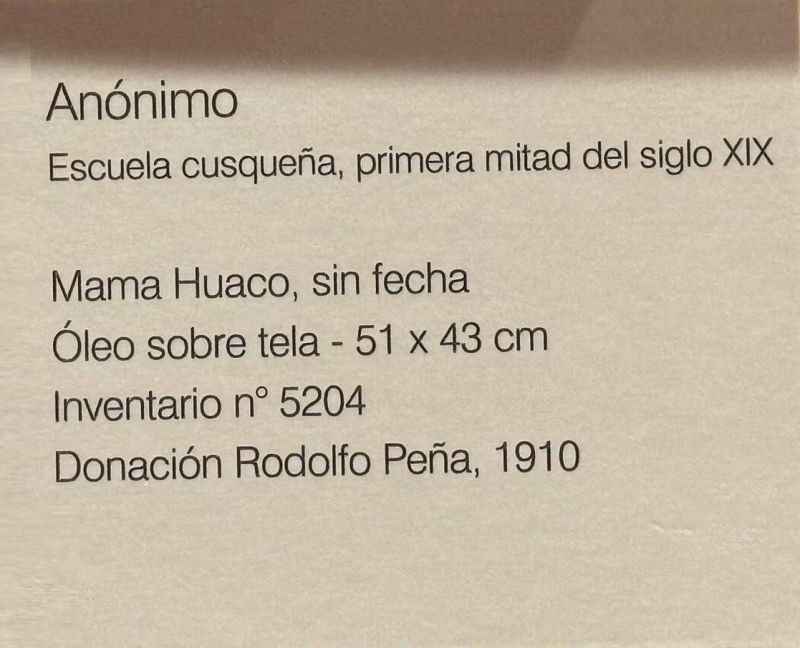 Anónimo
Escuela cusqueña, primera mitad del siglo XIX
Mama Huaco, sin fecha
Óleo sobre tela - 51 x 43 cm
Inventario n° 5204
Donación Rodolfo Peña, 1910